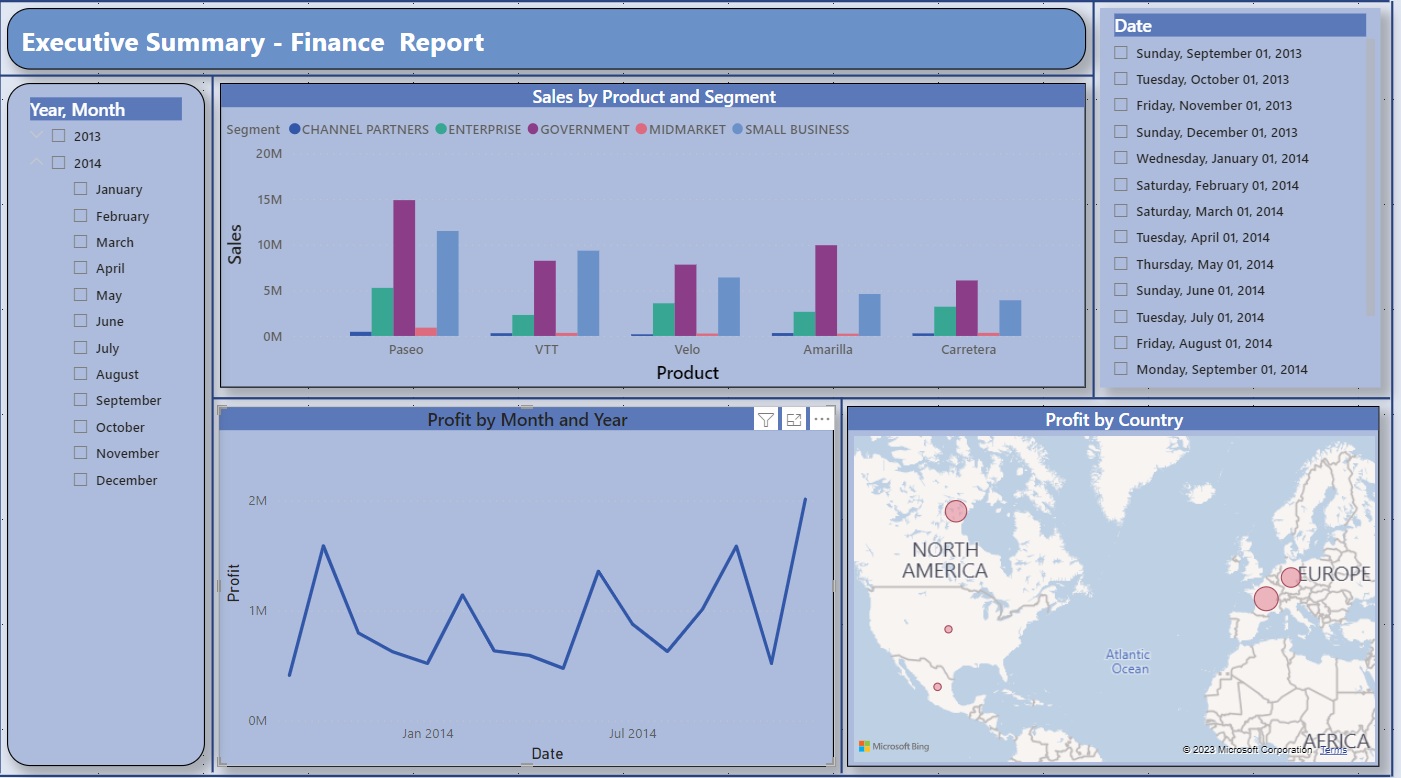 Executive Summary - Finance  Report
Date
Sunday, September 01, 2013
Tuesday, October 01, 2013
Friday, November 01, 2013
Sunday, December 01, 2013
Wednesday, January 01, 2014
Saturday, February 01, 2014
Saturday, March 01, 2014
Tuesday, April 01, 2014
Thursday, May 01, 2014
Sunday, June 01, 2014
Tuesday, July 01, 2014
Friday, August 01, 2014
Monday, September 01, 2014
Year, Month
2013
2014
January
February
March
April
May
June
July
August
September
October
November
December
Sales by Product and Segment
Segment CHANNEL PARTNERS ENTERPRISE GOVERNMENT MIDMARKET SMALL BUSINESS
20M
15M
10M
5M
0M
Sales
Paseo VTT Velo Amarilla Carretera
Product
Profit by Month and Year
2M
1M
0M
Profit
Jan 2014 Jul 2014
Date
Profit by Country
NORTH
AMERICA
EUROPE
Atlantic
Ocean
AFRICA
Microsoft Bing
© 2023 Microsoft Corporation Terms